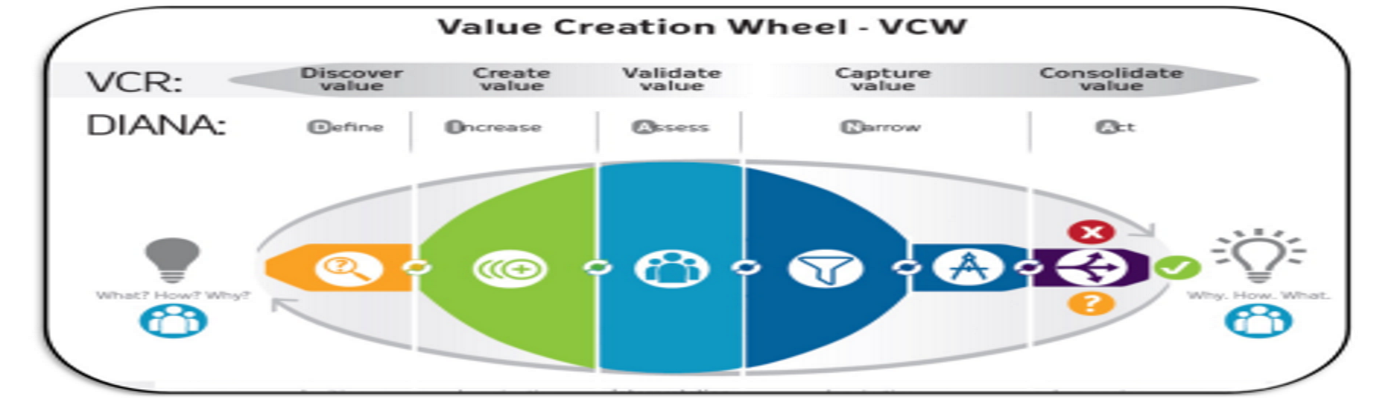 Value Creation Wheel - VCW
VCR:
Discover value
Create value
Validate value
Capture value
Consolidate value
DIANA:
Define
Increase
Assess
Narrow
Act
What? How? Why?
Why. How. What.